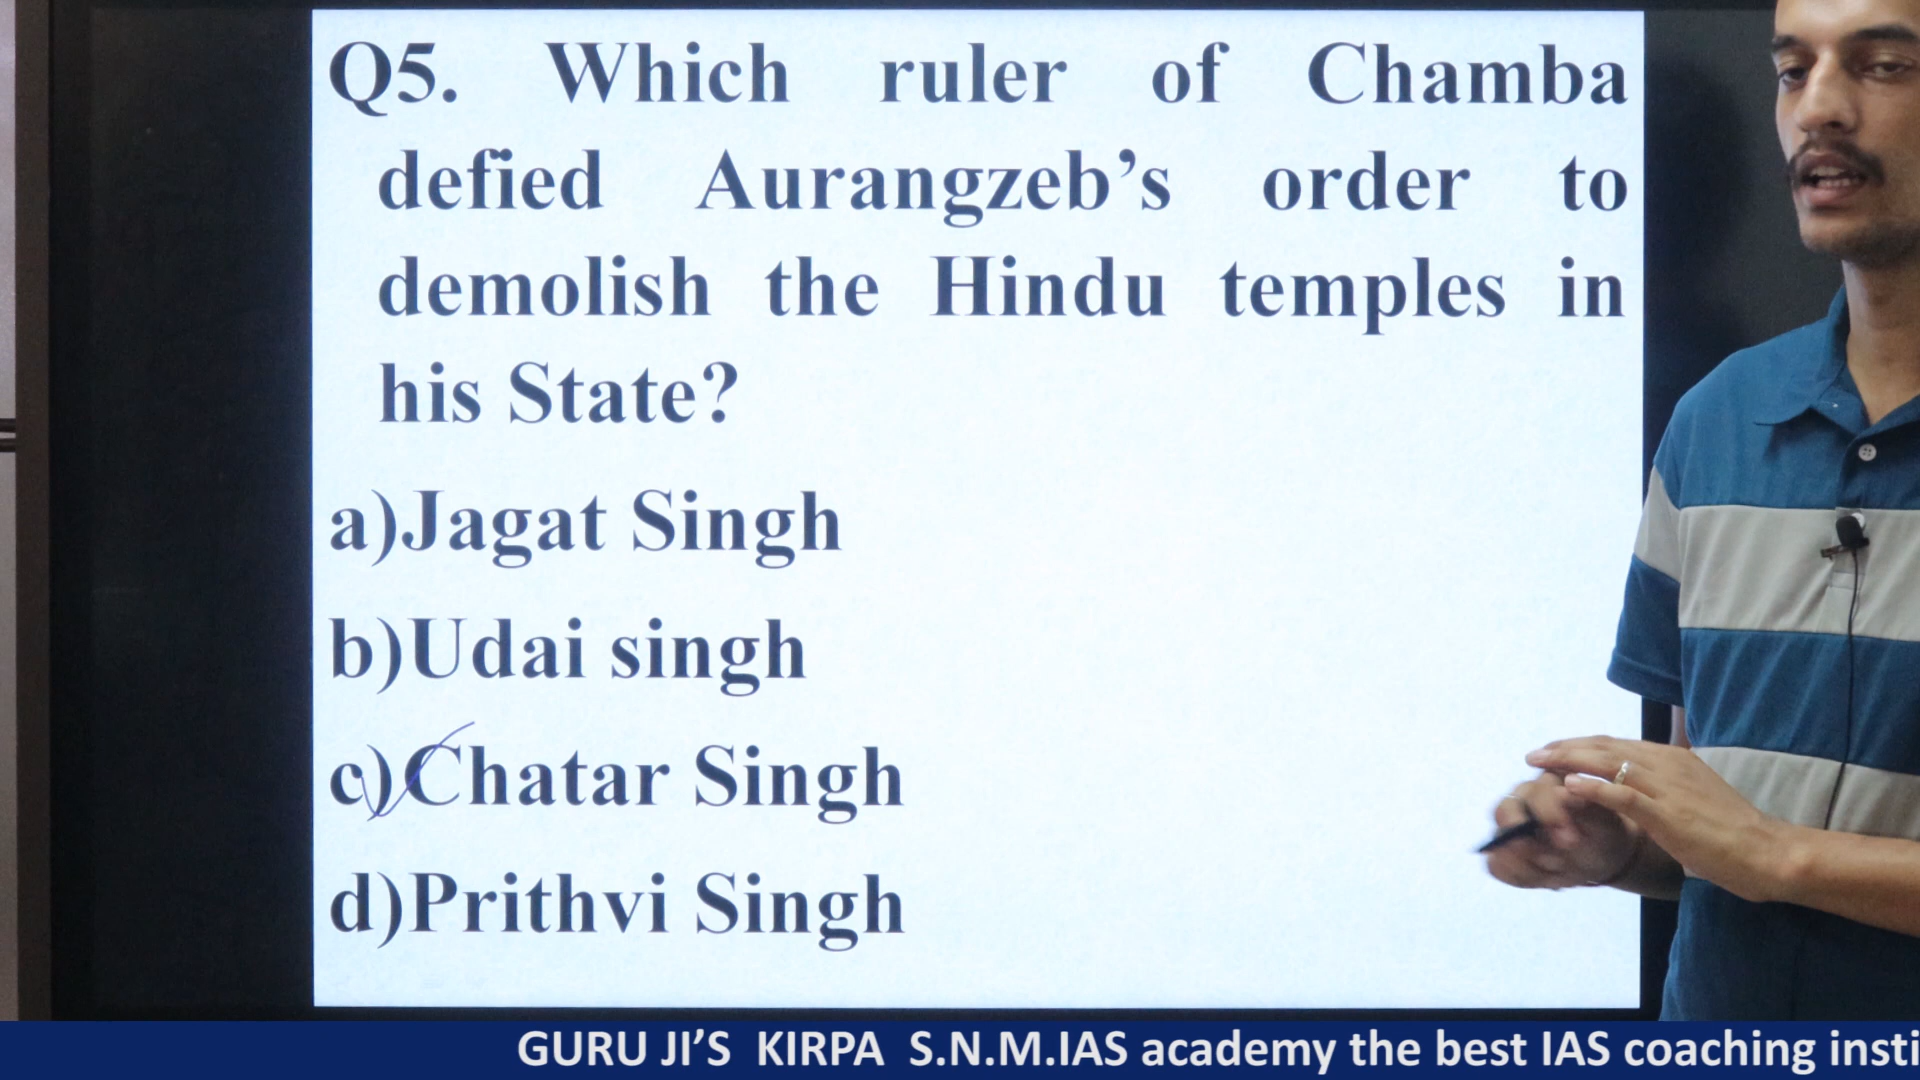 Q5. Which ruler of Chamba
defied Aurangzeb’s order to
demolish the Hindu temples in
his State?
a)Jagat Singh
b)Udai singh
c)Chatar Singh
d)Prithvi Singh
GURU JI’S KIRPA S.N.M.IAS academy the best IAS coaching insti